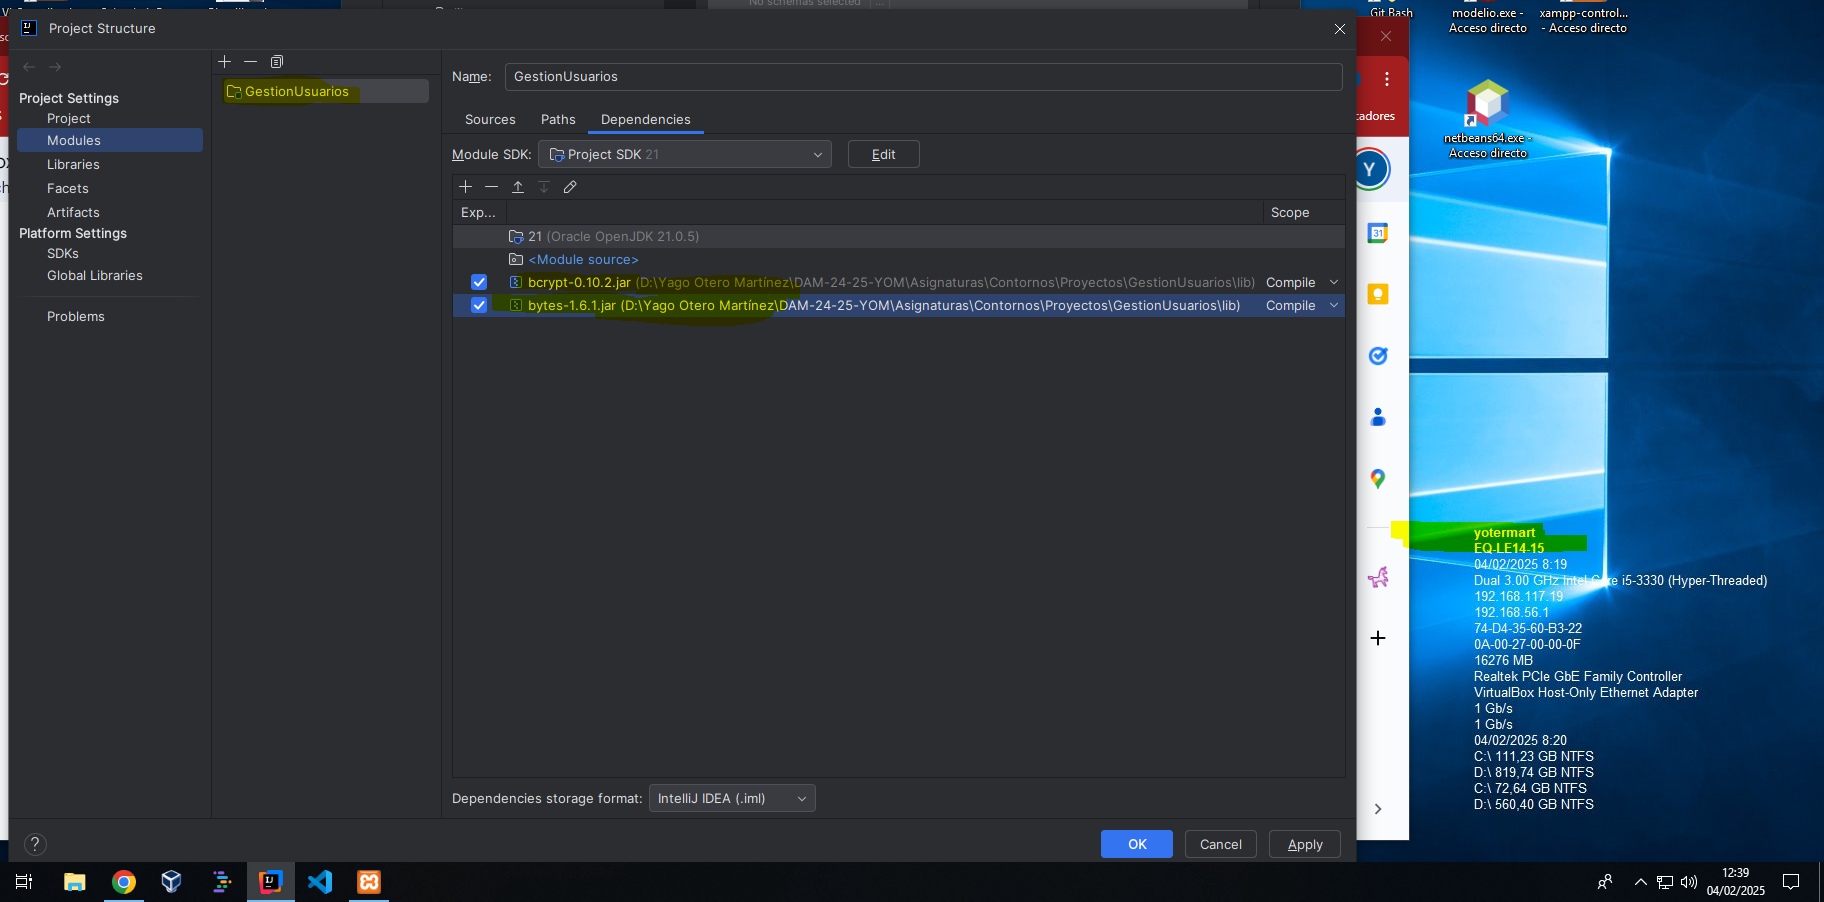 No schemas selected
...
Project Structure
Project Settings
Project
Modules
Libraries
Facets
Artifacts
Platform Settings
SDKs
Global Libraries
Problems
GestionUsuarios
Name:
GestionUsuarios
Sources
Paths
Dependencies
Module SDK:
Project SDK 21
Edit
Exp...
Scope
21 (Oracle OpenJDK 21.0.5)
<Module source>
bcrypt-0.10.2.jar (D:\Yago Otero Martínez\DAM-24-25-YOM\Asignaturas\Contornos\Proyectos\GestionUsuarios\lib)
Compile
bytes-1.6.1.jar (D:\Yago Otero Martínez\DAM-24-25-YOM\Asignaturas\Contornos\Proyectos\GestionUsuarios\lib)
Compile
Dependencies storage format:
IntelliJ IDEA (.iml)
?
OK
Cancel
Apply
cadores
Y
31
Git Bash
modelio.exe -
Acceso directo
xampp-control...
- Acceso directo
netbeans64.exe -
Acceso directo
yotermart
EQ-LE14-15
04/02/2025 8:19
Dual 3.00 GHz Intel Core i5-3330 (Hyper-Threaded)
192.168.117.19
192.168.56.1
74-D4-35-60-B3-22
0A-00-27-00-00-0F
16276 MB
Realtek PCIe GbE Family Controller
VirtualBox Host-Only Ethernet Adapter
1 Gb/s
1 Gb/s
04/02/2025 8:20
C:\ 111,23 GB NTFS
D:\ 819,74 GB NTFS
C:\ 72,64 GB NTFS
D:\ 560,40 GB NTFS
12:39
04/02/2025